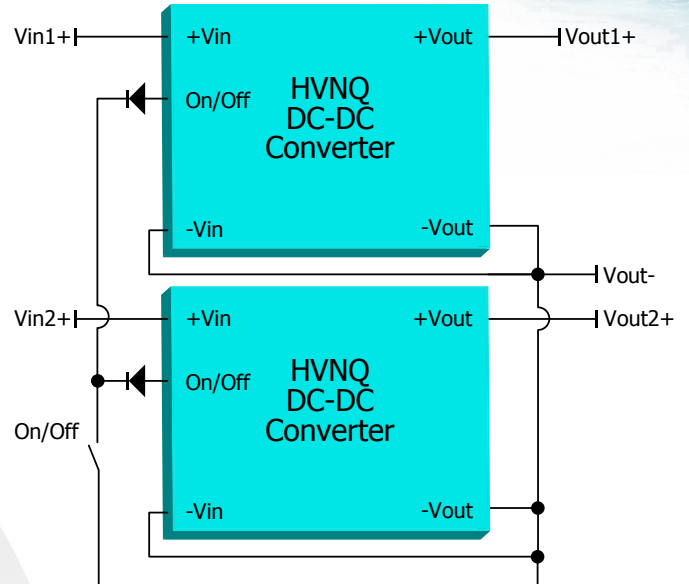 Vin1+
+Vin
+Vout
Vout1+
On/Off
HVNQ
DC-DC
Converter
-Vin
-Vout
Vout-
Vin2+
+Vin
+Vout
Vout2+
On/Off
HVNQ
DC-DC
Converter
On/Off
-Vin
-Vout